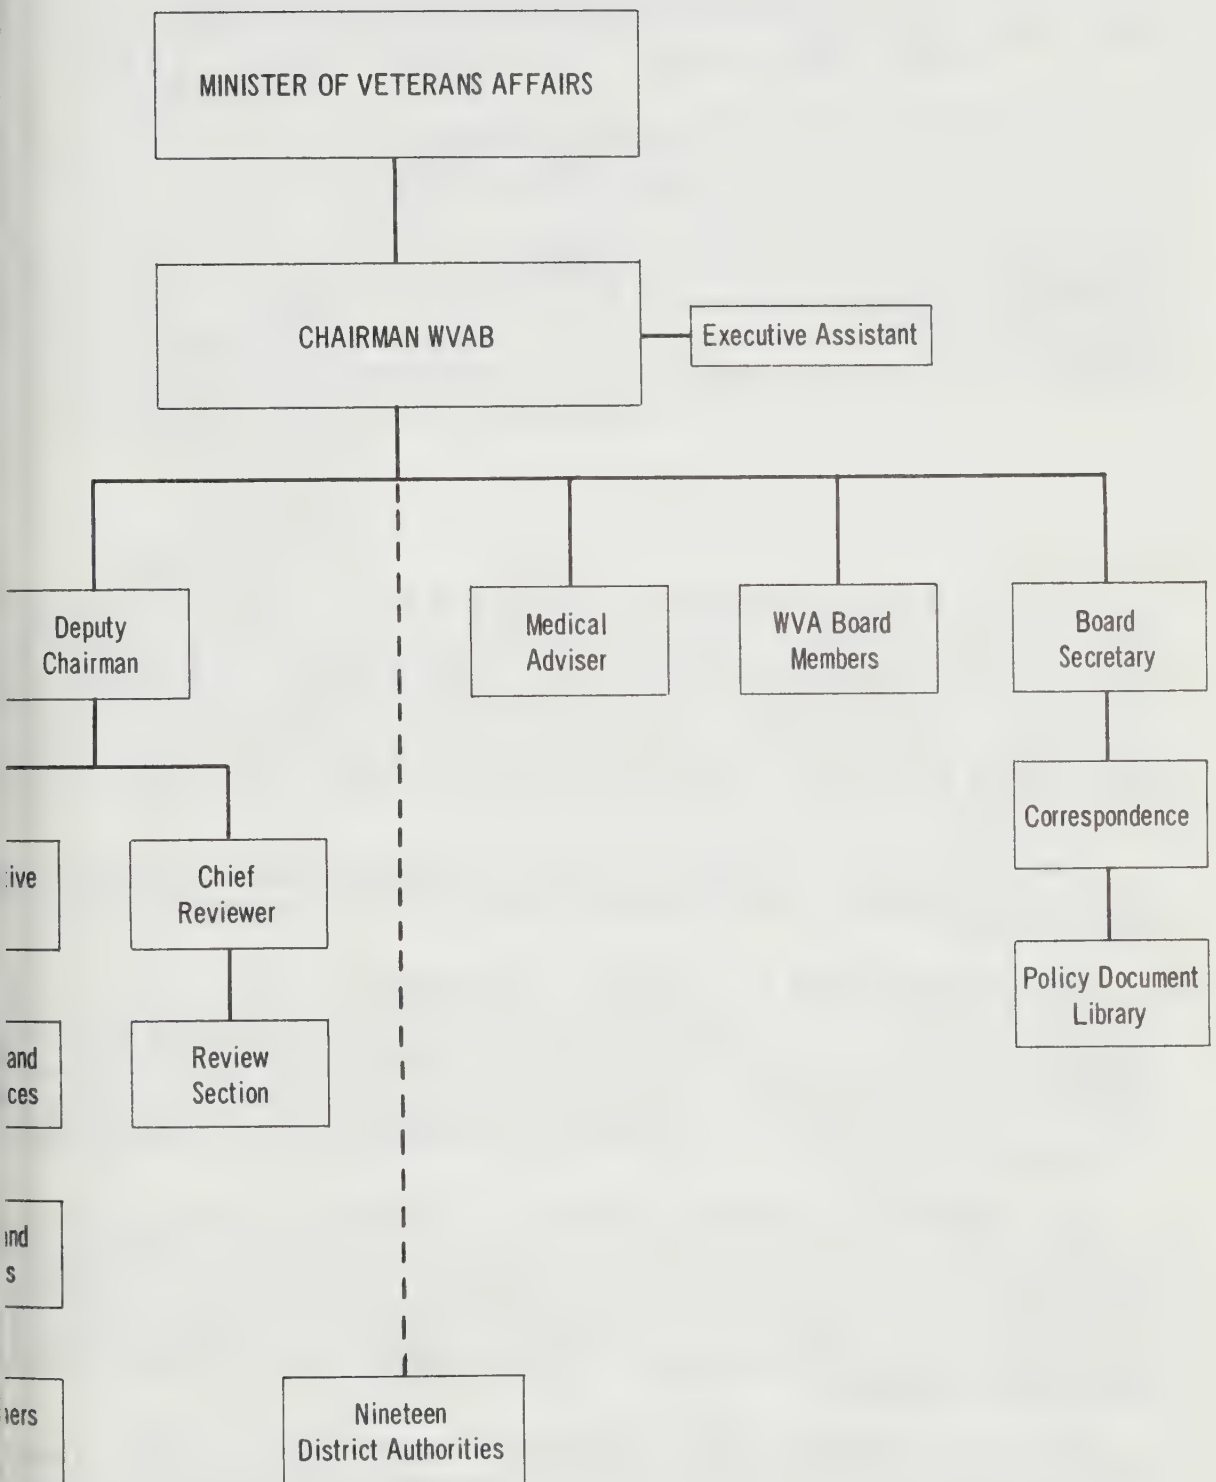 MINISTER OF VETERANS AFFAIRS
CHAIRMAN WVAB
Executive Assistant
Deputy
Chairman
Medical
Adviser
WVA Board
Members
Board
Secretary
Correspondence
Chief
Reviewer
Policy Document
Library
and
Review
Section
Nineteen
District Authorities